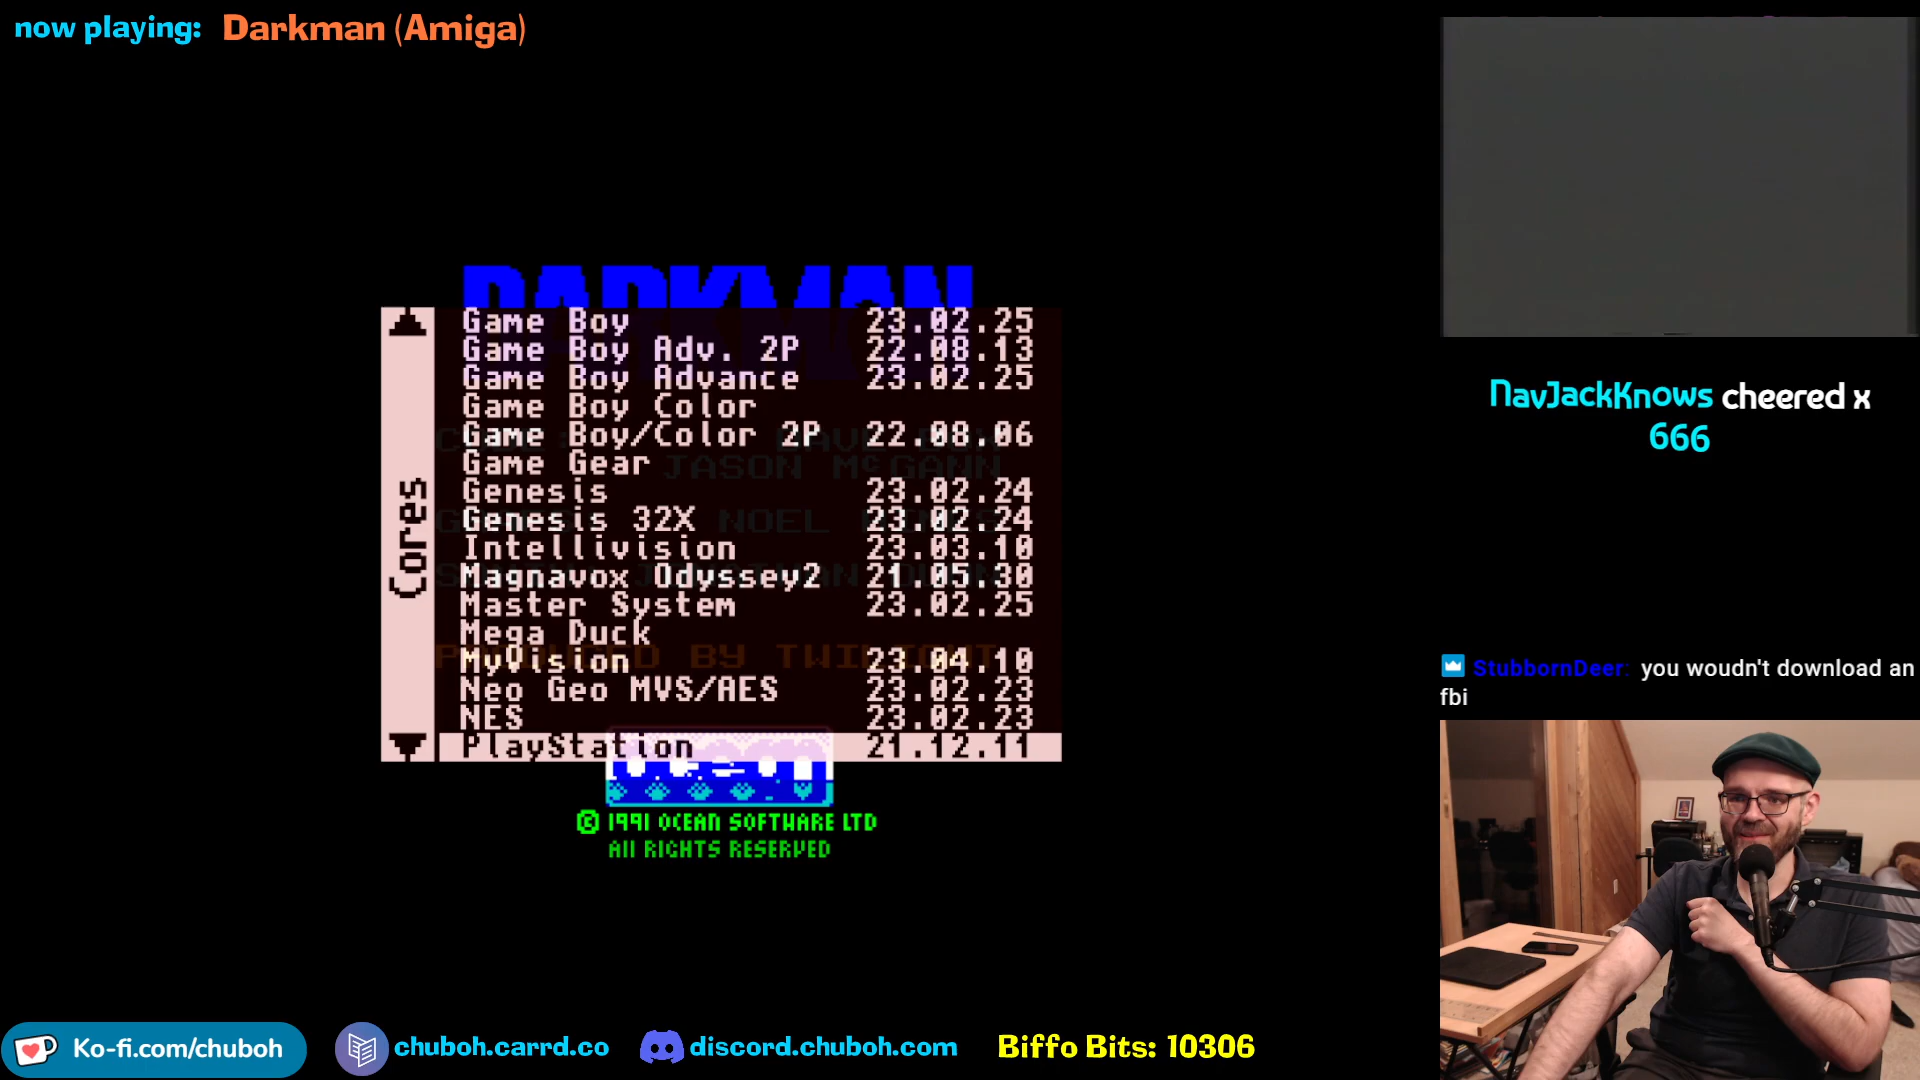 now playing: Darkman (Amiga)
DARKMAN
Cores
Game Boy 23.02.25
Game Boy Adv. 2P 22.08.13
Game Boy Advance 23.02.25
Game Boy Color
Game Boy/Color 2P 22.08.06
Game Gear
JASON McGANN
Genesis 23.02.24
Genesis 32X 23.02.24
NOEL
Intellivision 23.03.10
Magnavox Odyssey2 21.05.30
Master System 23.02.25
Mega Duck
MyVision 23.04.10
BY
Neo Geo MVS/AES 23.02.23
NES 23.02.23
PlayStation 21.12.11
© 1991 OCEAN SOFTWARE LTD
All RIGHTS RESERVED
NavJackKnows cheered x
666
StubbornDeer: you woudn't download an
fbi
Ko-fi.com/chuboh
chuboh.carrd.co
discord.chuboh.com
Biffo Bits: 10306